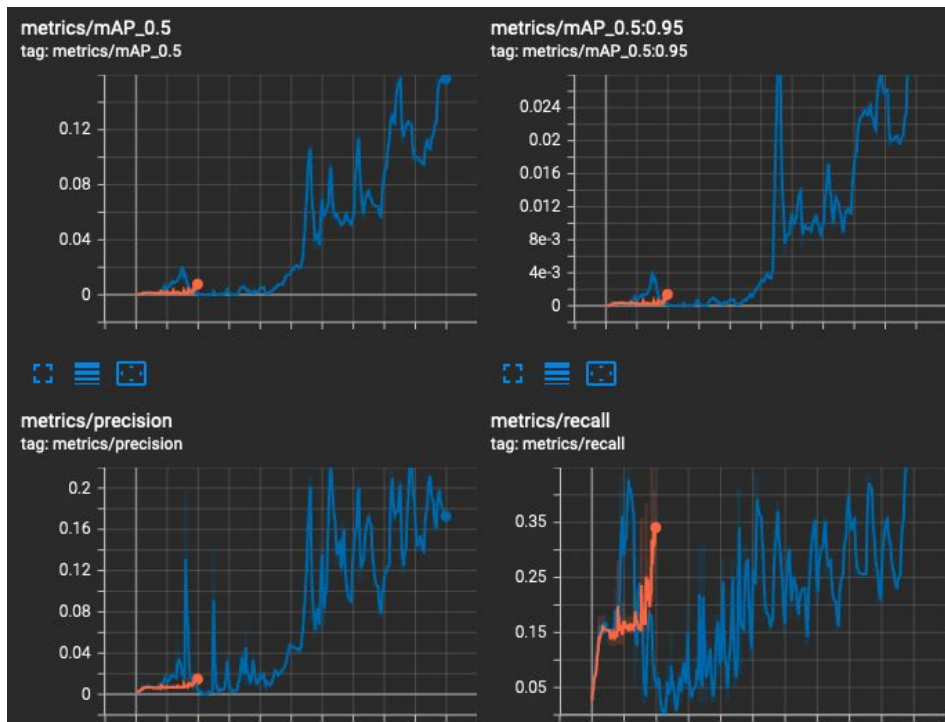 metrics/mAP_0.5
tag: metrics/mAP_0.5
0.12
0.08
0.04
0
metrics/mAP_0.5:0.95
tag: metrics/mAP_0.5:0.95
0.024
0.02
0.016
0.012
8e-3
4e-3
0
metrics/precision
tag: metrics/precision
0.2
0.16
0.12
0.08
0.04
0
metrics/recall
tag: metrics/recall
0.35
0.25
0.15
0.05